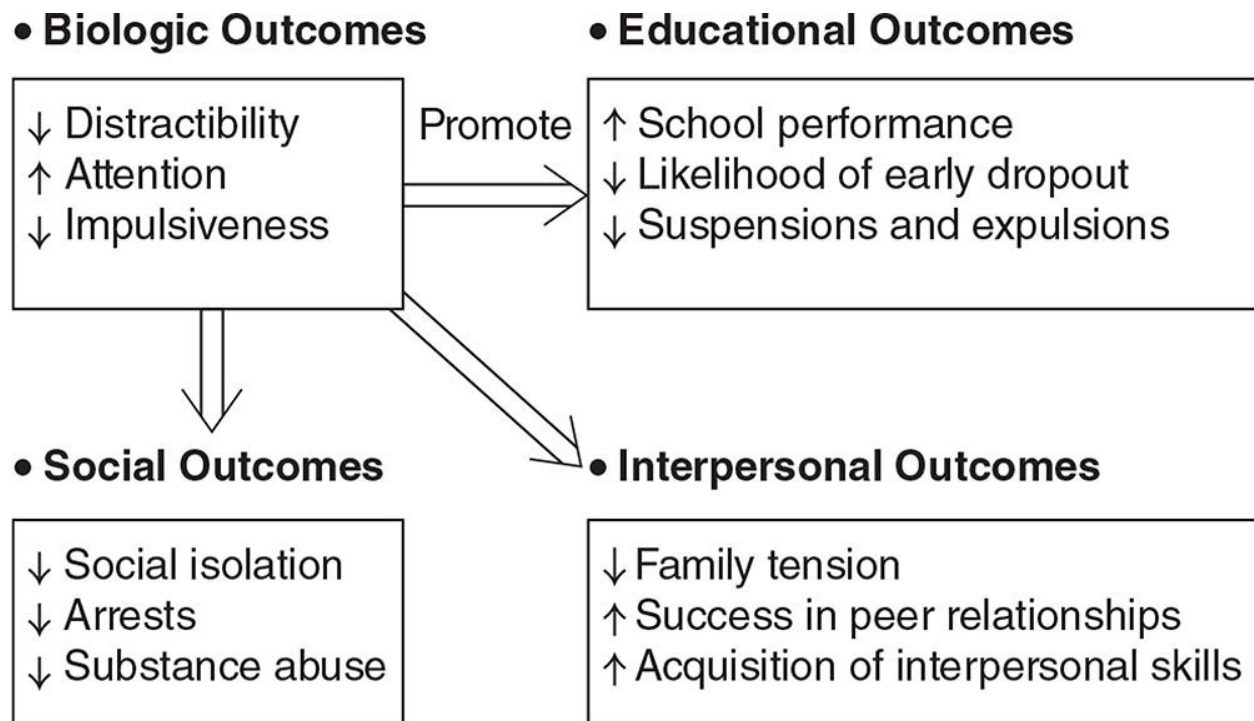 • Biologic Outcomes
↓ Distractibility
↑ Attention
↓ Impulsiveness
Promote
• Educational Outcomes
↑ School performance
↓ Likelihood of early dropout
↓ Suspensions and expulsions
• Social Outcomes
↓ Social isolation
↓ Arrests
↓ Substance abuse
• Interpersonal Outcomes
↓ Family tension
↑ Success in peer relationships
↑ Acquisition of interpersonal skills